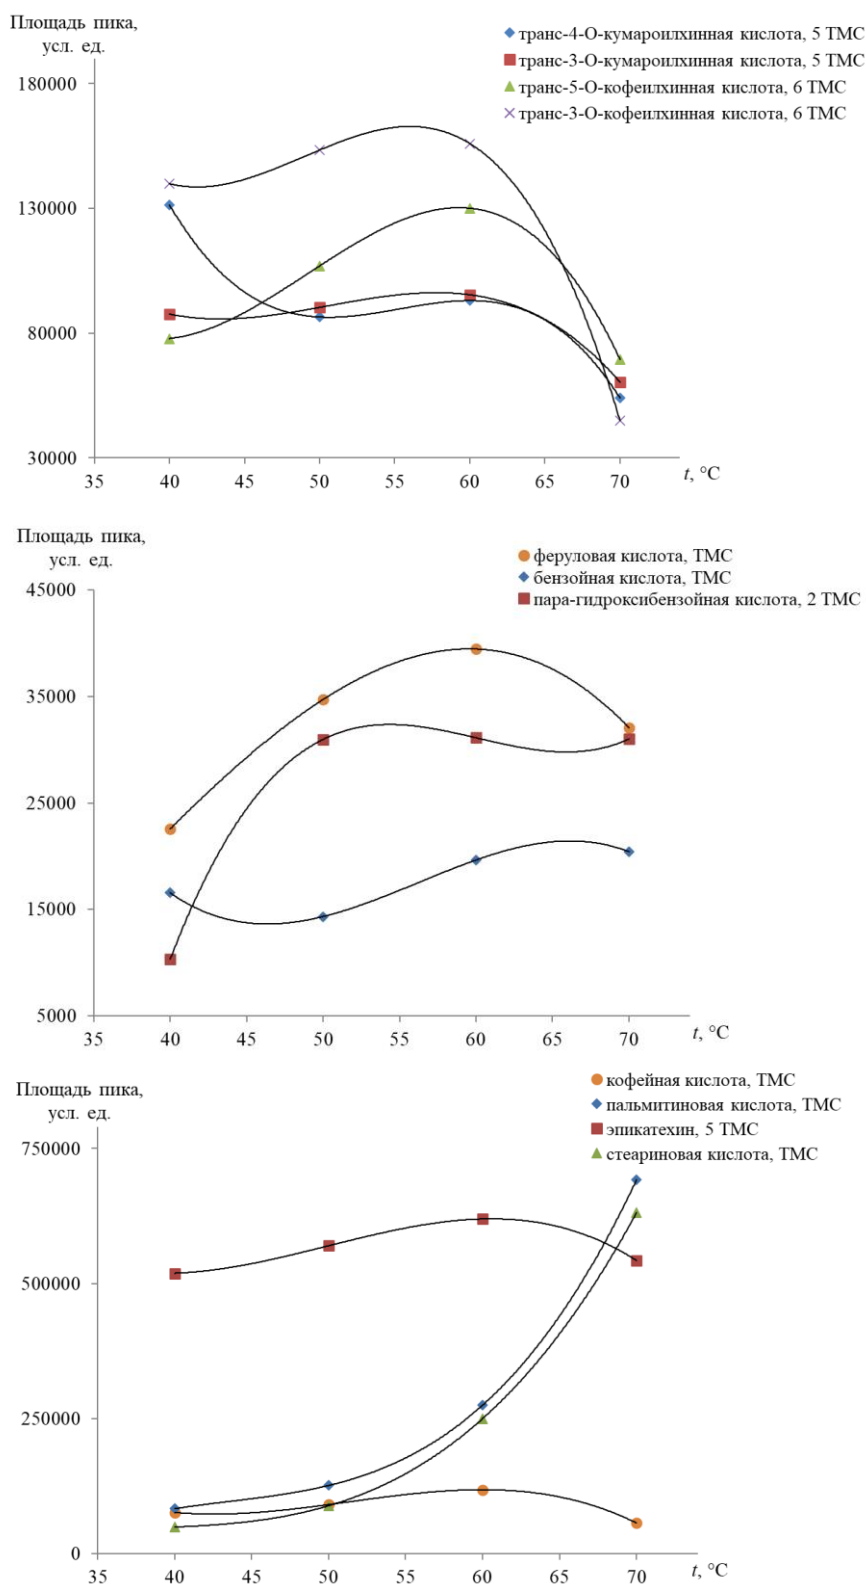 Площадь пика,
усл. ед.
транс-4-О-кумароилхинная кислота, 5 ТМС
транс-3-О-кумароилхинная кислота, 5 ТМС
транс-5-О-кофеилхинная кислота, 6 ТМС
транс-3-О-кофеилхинная кислота, 6 ТМС
180000
130000
80000
30000
35 40 45 50 55 60 65 70
t, °C
Площадь пика,
усл. ед.
феруловая кислота, ТМС
бензойная кислота, ТМС
пара-гидроксибензойная кислота, 2 ТМС
45000
35000
25000
15000
5000
35 40 45 50 55 60 65 70
t, °C
Площадь пика,
усл. ед.
кофейная кислота, ТМС
пальмитиновая кислота, ТМС
эпикатехин, 5 ТМС
стеариновая кислота, ТМС
750000
500000
250000
0
35 40 45 50 55 60 65 70
t, °C